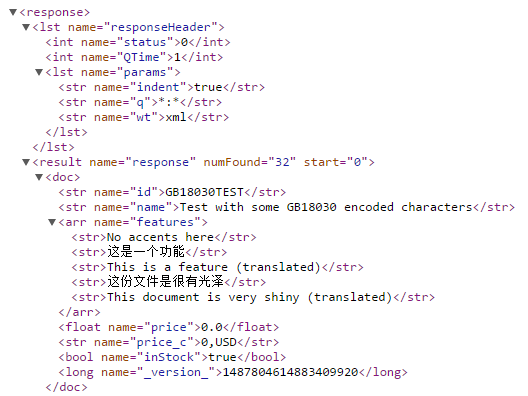 <response>
<lst name="responseHeader">
<int name="status">0</int>
<int name="QTime">1</int>
<lst name="params">
<str name="indent">true</str>
<str name="q">*:*</str>
<str name="wt">xml</str>
</lst>
</lst>
<result name="response" numFound="32" start="0">
<doc>
<str name="id">GB18030TEST</str>
<str name="name">Test with some GB18030 encoded characters</str>
<arr name="features">
<str>No accents here</str>
<str>这是一个功能</str>
<str>This is a feature (translated)</str>
<str>这份文件是很有光泽</str>
<str>This document is very shiny (translated)</str>
</arr>
<float name="price">0.0</float>
<str name="price_c">0,USD</str>
<bool name="inStock">true</bool>
<long name="_version_">1487804614883409920</long>
</doc>